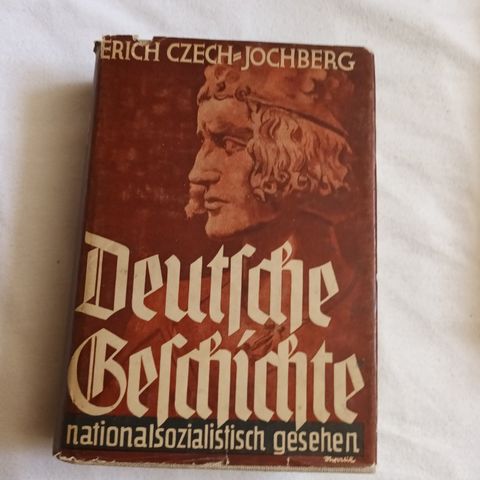 ERICH CZECH-JOCHBERG
Deutsche
Geschichte
nationalsozialistisch gesehen